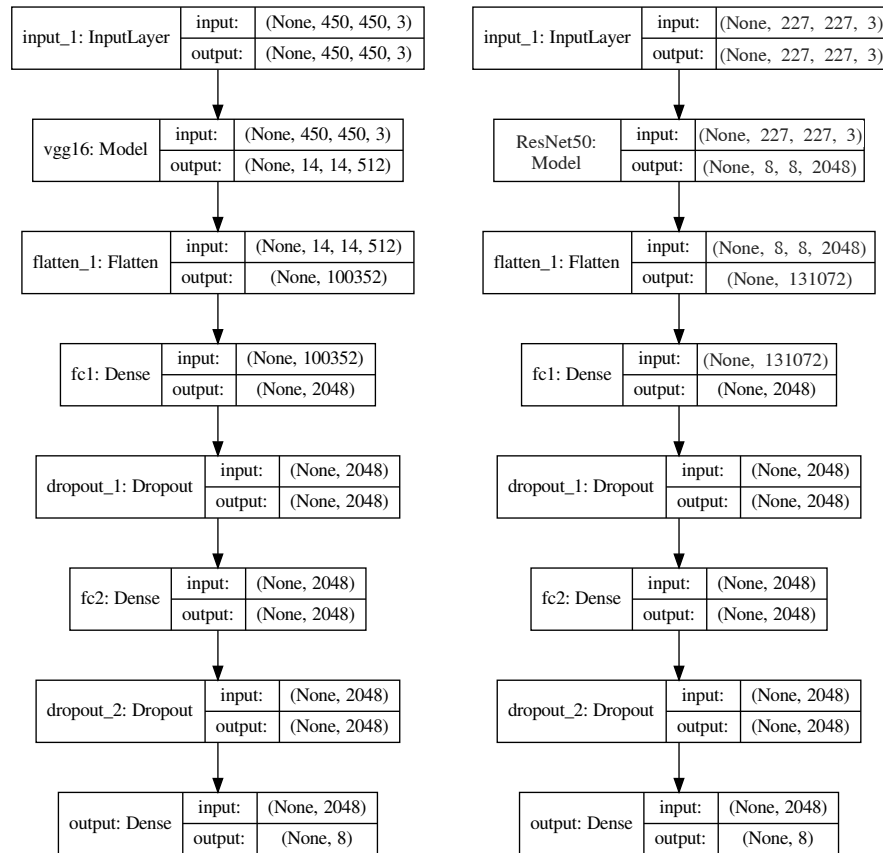 input_1: InputLayer
input:
(None, 450, 450, 3)
output:
(None, 450, 450, 3)
vgg16: Model
input:
(None, 450, 450, 3)
output:
(None, 14, 14, 512)
flatten_1: Flatten
input:
(None, 14, 14, 512)
output:
(None, 100352)
fc1: Dense
input:
(None, 100352)
output:
(None, 2048)
dropout_1: Dropout
input:
(None, 2048)
output:
(None, 2048)
fc2: Dense
input:
(None, 2048)
output:
(None, 2048)
dropout_2: Dropout
input:
(None, 2048)
output:
(None, 2048)
output: Dense
input:
(None, 2048)
output:
(None, 8)
input_1: InputLayer
input:
(None, 227, 227, 3)
output:
(None, 227, 227, 3)
ResNet50:
Model
input:
(None, 227, 227, 3)
output:
(None, 8, 8, 2048)
flatten_1: Flatten
input:
(None, 8, 8, 2048)
output:
(None, 131072)
fc1: Dense
input:
(None, 131072)
output:
(None, 2048)
dropout_1: Dropout
input:
(None, 2048)
output:
(None, 2048)
fc2: Dense
input:
(None, 2048)
output:
(None, 2048)
dropout_2: Dropout
input:
(None, 2048)
output:
(None, 2048)
output: Dense
input:
(None, 2048)
output:
(None, 8)